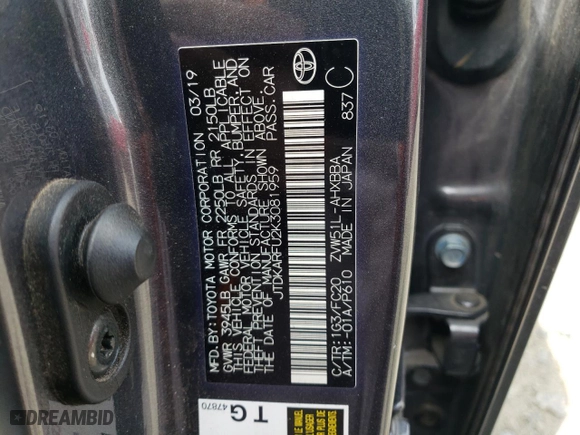 MFD. BY: TOYOTA MOTOR CORPORATION 03/19
GVWR 3945LB GAWR FR 2250LB RR 2150LB
THIS VEHICLE CONFORMS TO ALL APPLICABLE
FEDERAL MOTOR VEHICLE SAFETY, BUMPER, AND
THEFT PREVENTION STANDARDS IN EFFECT ON
THE DATE OF MANUFACTURE SHOWN ABOVE.
JTDKARFU2K3081959 PASS. CAR
C/TR: 1G3/FC20 ZVW51L-AHXBBA
A/TM: -01A/P610 MADE IN JAPAN 837 C
TG
47870
DREAMBID